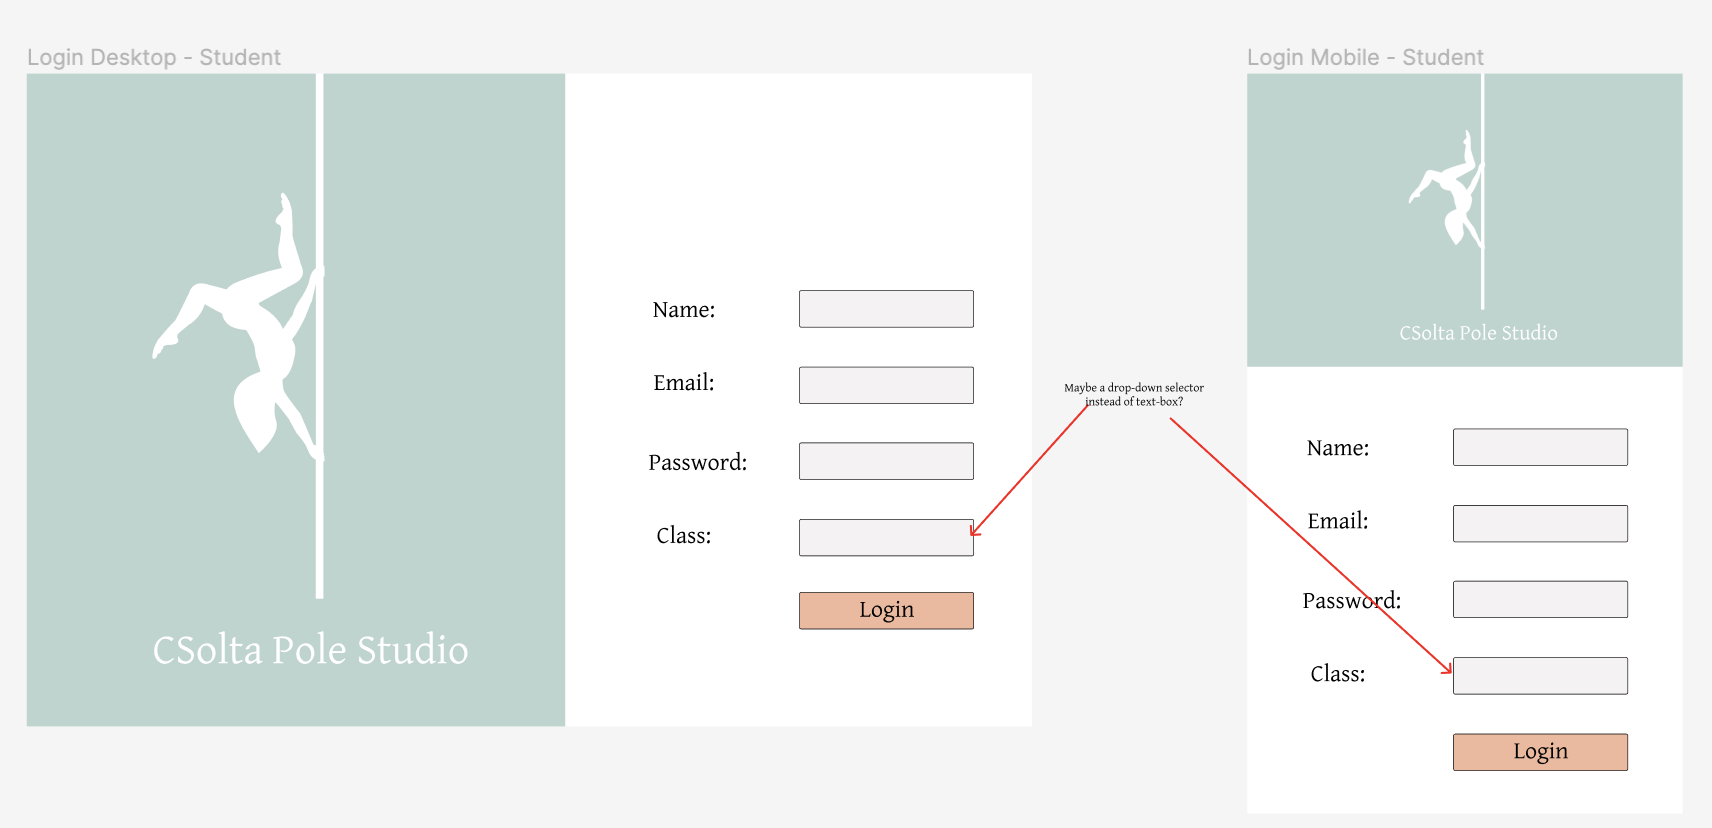 Login Desktop - Student
Name:
Email:
Password:
Class:
Login
CSolta Pole Studio
Maybe a drop-down selector
instead of text-box?
Login Mobile - Student
CSolta Pole Studio
Name:
Email:
Password:
Class:
Login